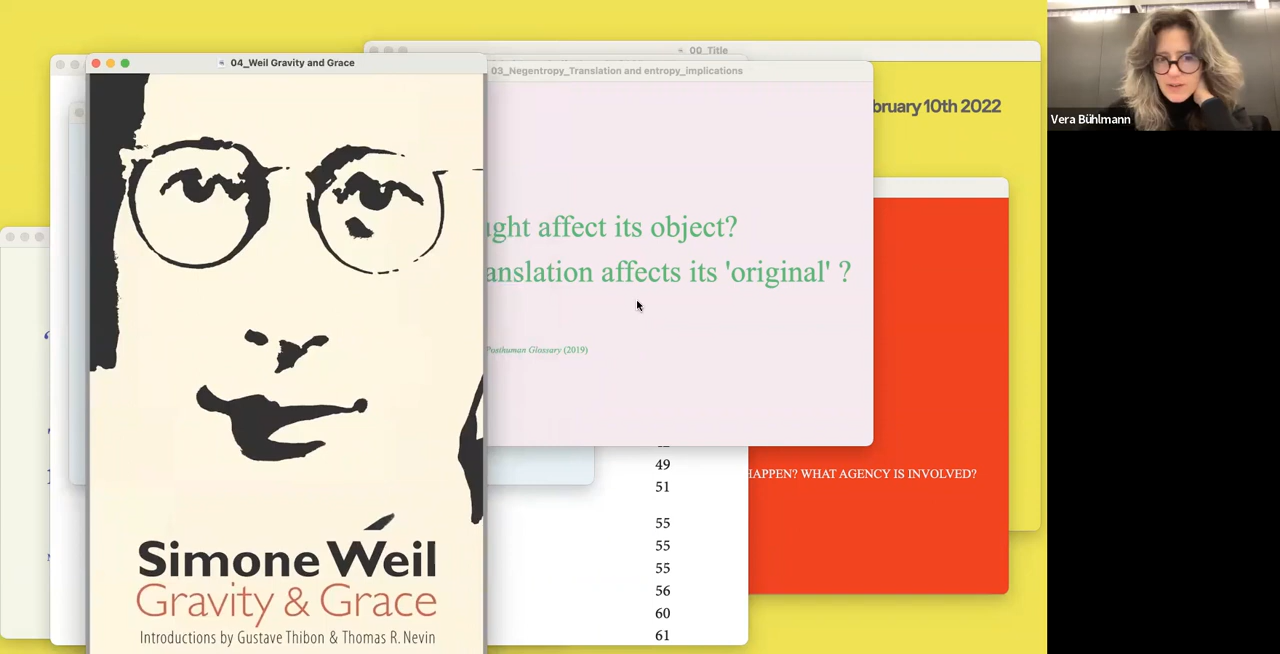 00_Title
04_Weil Gravity and Grace
03_Negentropy_Translation and entropy_implications
bruary 10th 2022
Vera Bühlmann
ught affect its object?
anslation affects its 'original' ?
Posthuman Glossary (2019)
HAPPEN? WHAT AGENCY IS INVOLVED?
49
51
55
55
55
56
60
61
Simone Weil
Gravity & Grace
Introductions by Gustave Thibon & Thomas R. Nevin